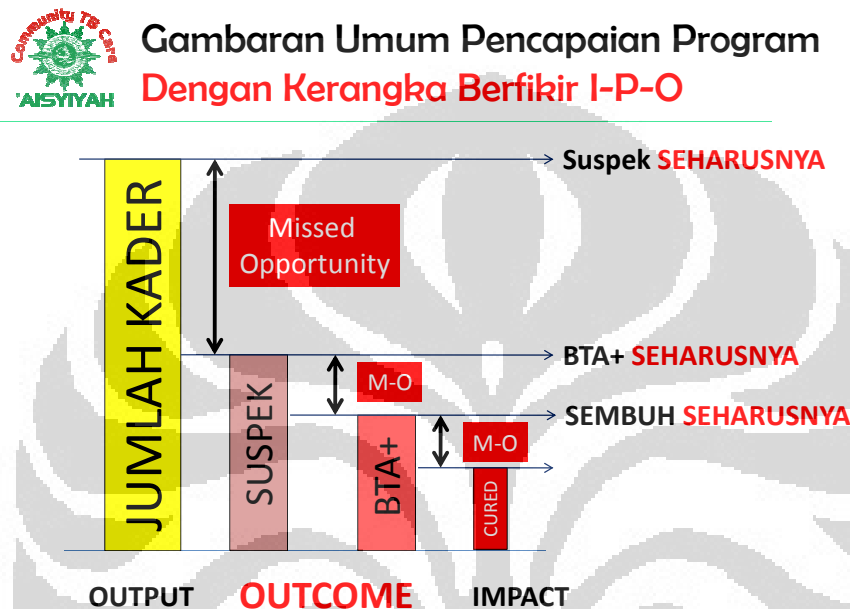 Community TB Care
'AISYIYAH
Gambaran Umum Pencapaian Program
Dengan Kerangka Berfikir I-P-O
Suspek SEHARUSNYA
JUMLAH KADER
Missed
Opportunity
BTA+ SEHARUSNYA
SUSPEK
M-O
SEMBUH SEHARUSNYA
BTA+
M-O
CURED
OUTPUT
OUTCOME
IMPACT